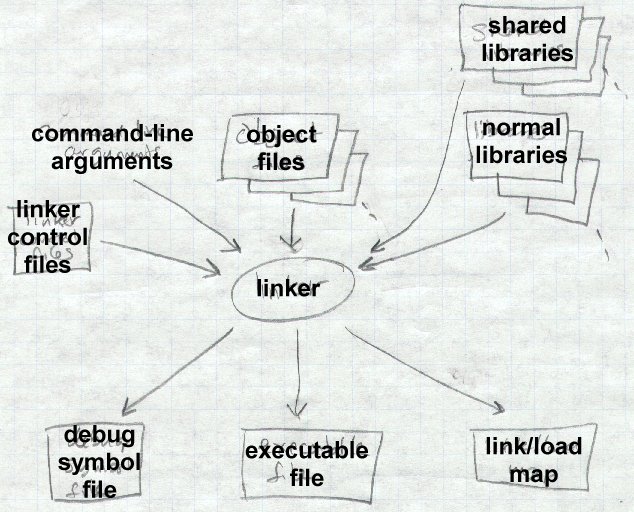 shared
libraries
command-line
arguments
object
files
normal
libraries
linker
control
files
linker
debug
symbol
file
executable
file
link/load
map